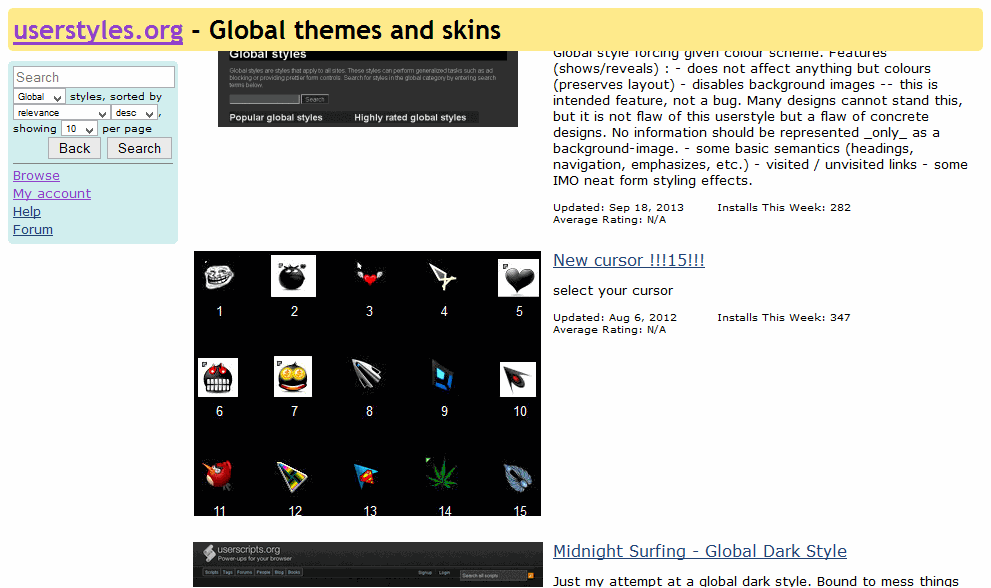 userstyles.org - Global themes and skins
Search
Global styles, sorted by
relevance desc ,
showing 10 per page
Back Search
Browse
My account
Help
Forum
Global styles
Global styles are styles that apply to all sites. These styles can perform generalized tasks such as ad
blocking or providing prettier form controls. Search for styles in the global category by entering search
terms below.
Search
Popular global styles Highly rated global styles
Global style forcing given colour scheme. Features
(shows/reveals) : - does not affect anything but colours
(preserves layout) - disables background images -- this is
intended feature, not a bug. Many designs cannot stand this,
but it is not flaw of this userstyle but a flaw of concrete
designs. No information should be represented _only_ as a
background-image. - some basic semantics (headings,
navigation, emphasizes, etc.) - visited / unvisited links - some
IMO neat form styling effects.
Updated: Sep 18, 2013 Installs This Week: 282
Average Rating: N/A
1 2 3 4 5
6 7 8 9 10
11 12 13 14 15
New cursor !!!15!!!
select your cursor
Updated: Aug 6, 2012 Installs This Week: 347
Average Rating: N/A
userscripts.org
Power-ups for your browser
Scripts Tags Forums People Blog Books
Signup Login Search all scripts
Midnight Surfing - Global Dark Style
Just my attempt at a global dark style. Bound to mess things